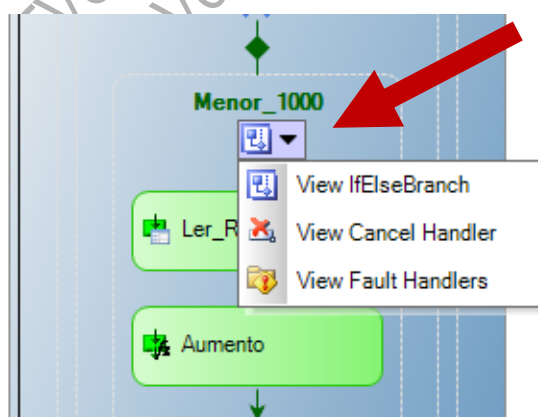 Menor_1000
View IfElseBranch
Ler_R
View Cancel Handler
View Fault Handlers
Aumento